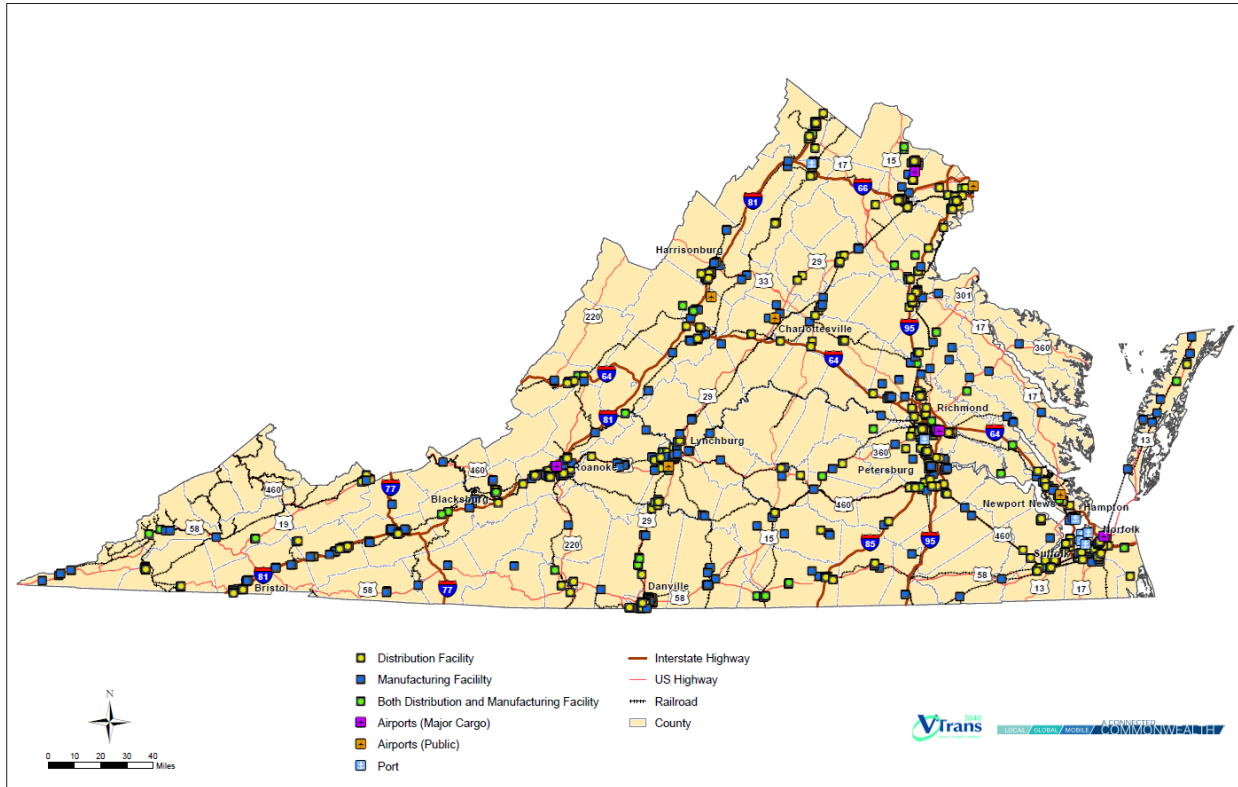 17
15
66
81
Harrisonburg
29
33
301
220
17
95
Charlottesville
360
64
64
29
17
81
Richmond
64
Lynchburg
13
360
460
Roanoke
Petersburg
77
460
Blacksburg
460
Newport News
Hampton
58
19
29
Norfolk
15
85
95
460
220
Suffolk
81
58
Bristol
58
77
Danville
58
13
17
Distribution Facility
Manufacturing Facililty
Both Distribution and Manufacturing Facility
Airports (Major Cargo)
Airports (Public)
Port
Interstate Highway
US Highway
Railroad
County
N
0 10 20 30 40
Miles
2040
VTrans
LOCAL GLOBAL MOBILE
A CONNECTED
COMMONWEALTH